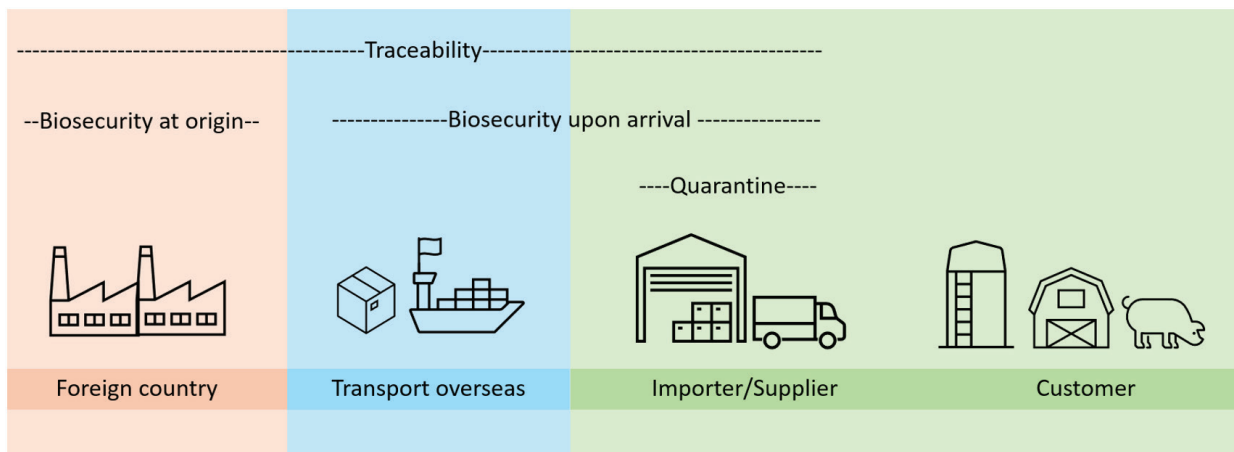 -----------------------------------------Traceability----------------------------------------
--Biosecurity at origin--
---------------Biosecurity upon arrival ----------------
----Quarantine----
Foreign country
Transport overseas
Importer/Supplier
Customer